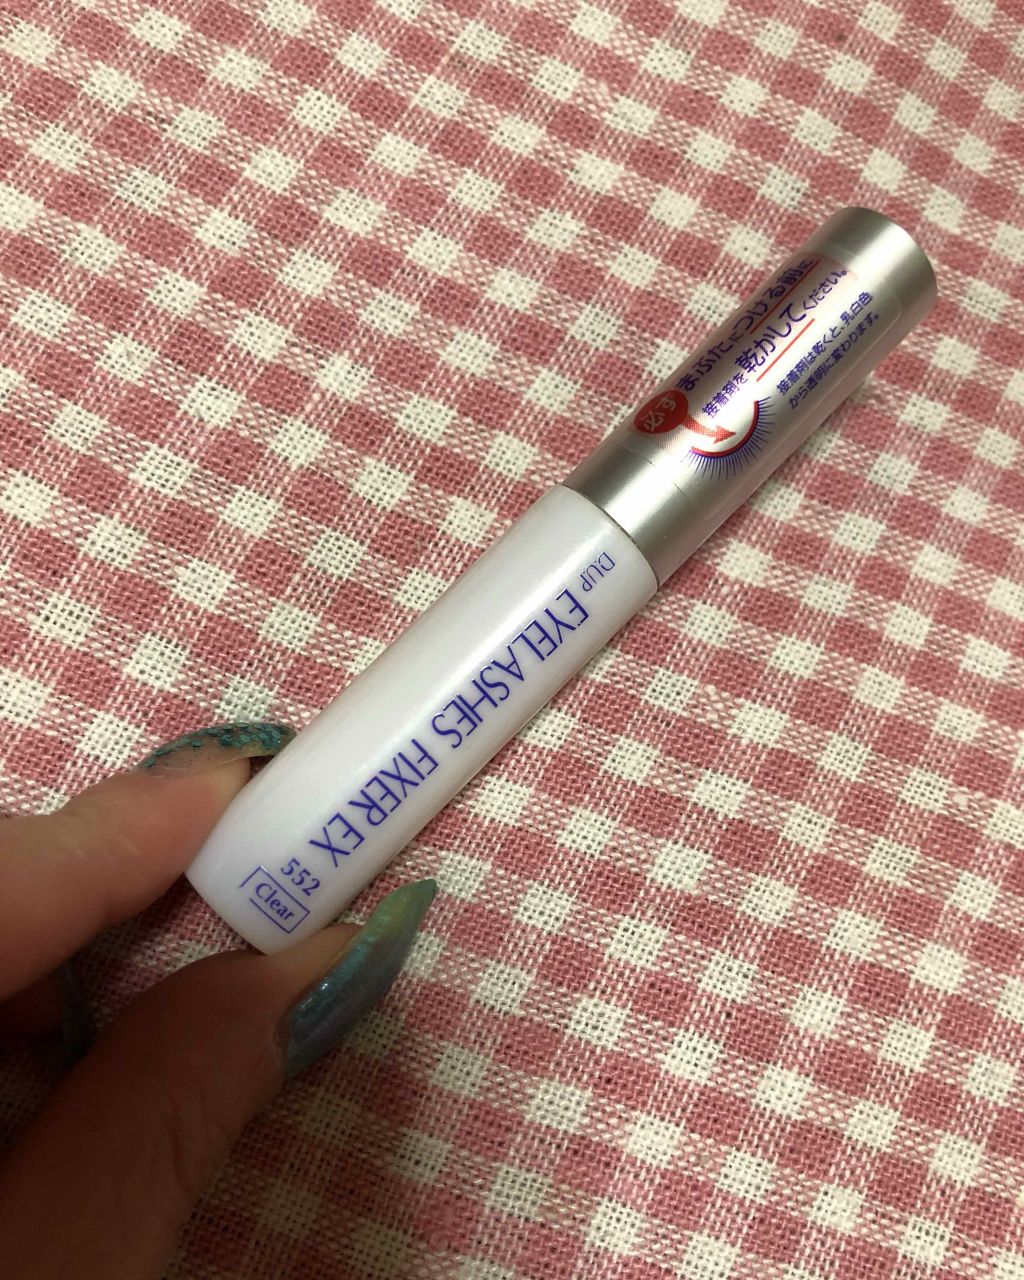 必ず
まぶたにつける前に
接着剤を乾かしてください。
接着剤は乾くと、乳白色
から透明に変わります。
D.UP EYELASHES FIXER EX
552
Clear